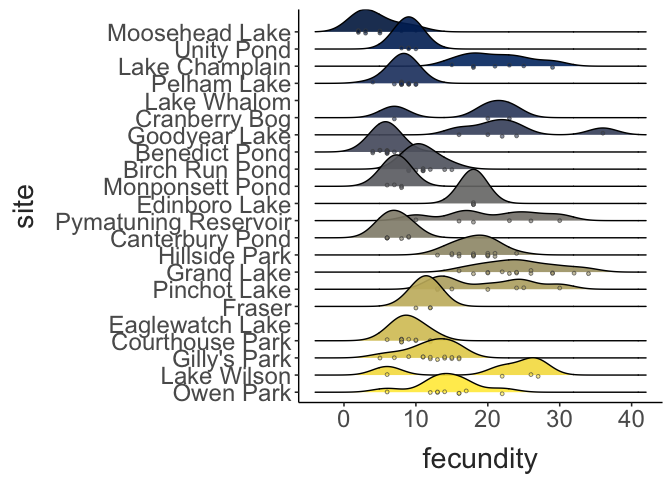 Moosehead Lake
Unity Pond
Lake Champlain
Pelham Lake
Lake Whalom
Cranberry Bog
Goodyear Lake
Benedict Pond
Birch Run Pond
Monponsett Pond
Edinboro Lake
Pymatuning Reservoir
Canterbury Pond
Hillside Park
Grand Lake
Pinchot Lake
Fraser
Eaglewatch Lake
Courthouse Park
Gilly's Park
Lake Wilson
Owen Park
site
0 10 20 30 40
fecundity